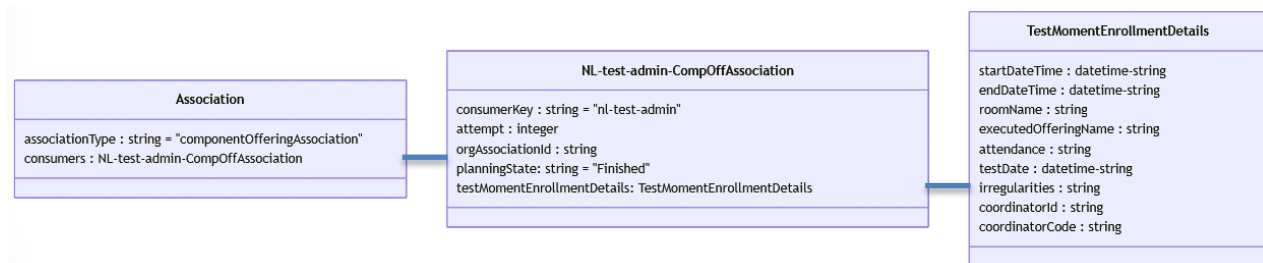 Association
associationType : string = "componentOfferingAssociation"
consumers : NL-test-admin-CompOffAssociation
NL-test-admin-CompOffAssociation
consumerKey : string = "nl-test-admin"
attempt : integer
orgAssociationId : string
planningState: string = "Finished"
testMomentEnrollmentDetails: TestMomentEnrollmentDetails
TestMomentEnrollmentDetails
startDateTime : datetime-string
endDateTime : datetime-string
roomName : string
executedOfferingName : string
attendance : string
testDate : datetime-string
irregularities : string
coordinatorId : string
coordinatorCode : string